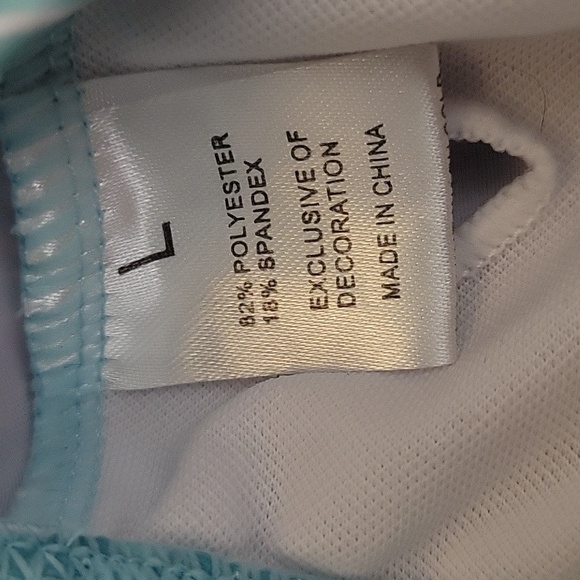 L
82% POLYESTER
18% SPANDEX
EXCLUSIVE OF
DECORATION
MADE IN CHINA